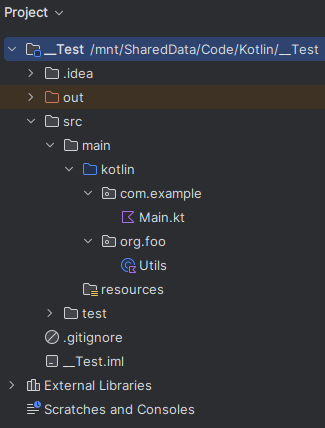 Project
__Test /mnt/SharedData/Code/Kotlin/__Test
.idea
out
src
main
kotlin
com.example
Main.kt
org.foo
Utils
resources
test
.gitignore
__Test.iml
External Libraries
Scratches and Consoles